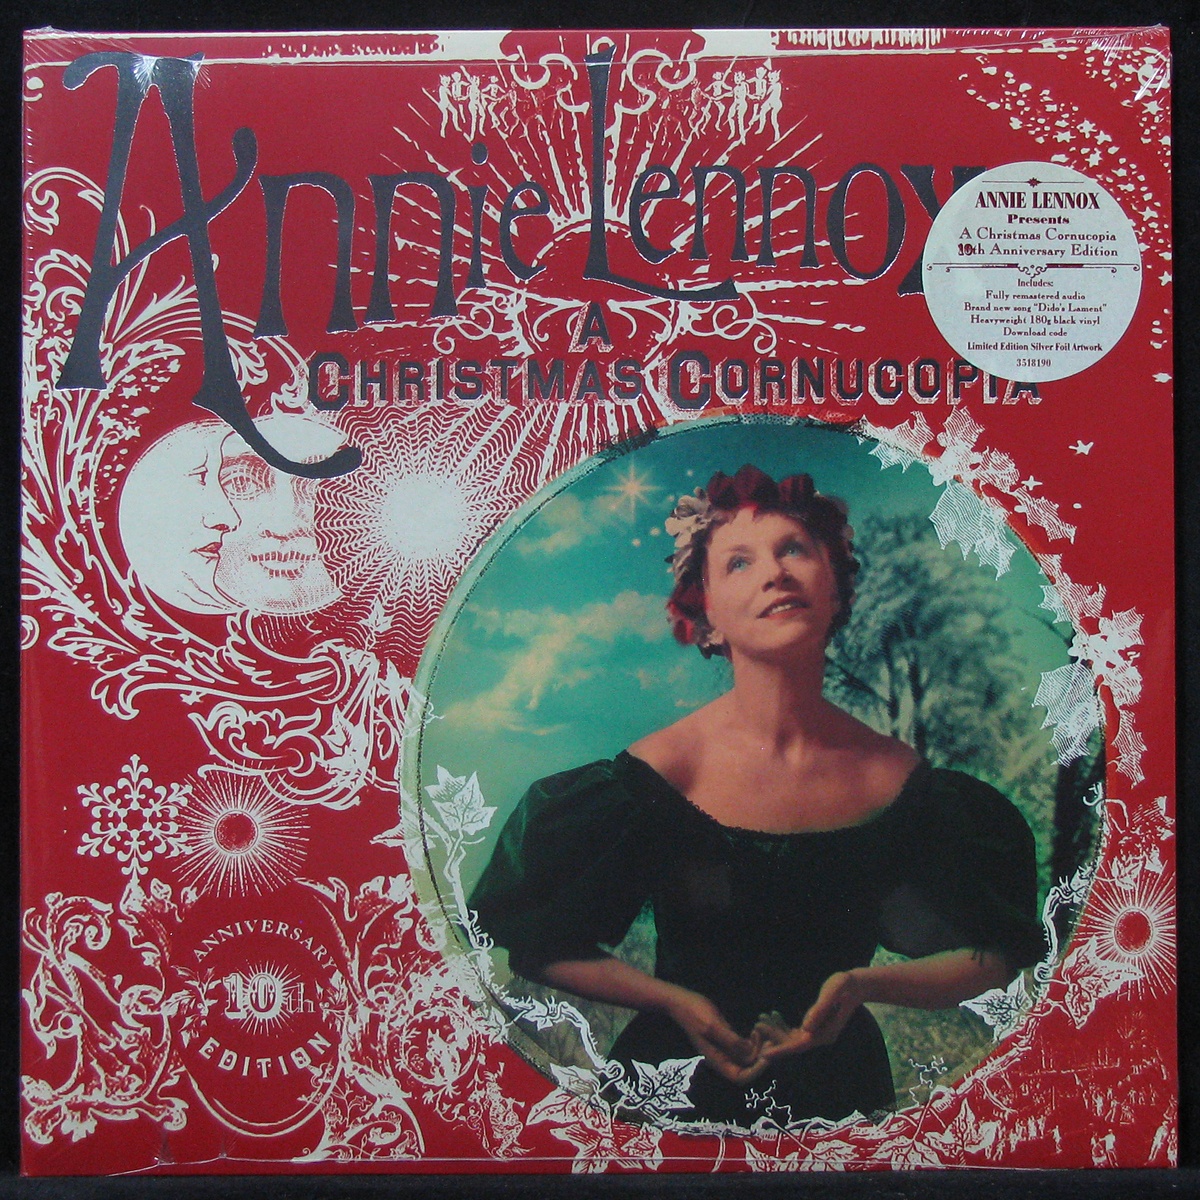 Annie Lennox
A
CHRISTMAS CORNUCOPIA
ANNIE LENNOX
Presents
A Christmas Cornucopia
10th Anniversary Edition
Includes:
Fully remastered audio
Brand new song "Dido's Lament"
Heavyweight 180g black vinyl
Download code
Limited Edition Silver Foil Artwork
3518190
ANNIVERSARY
10th
EDITION